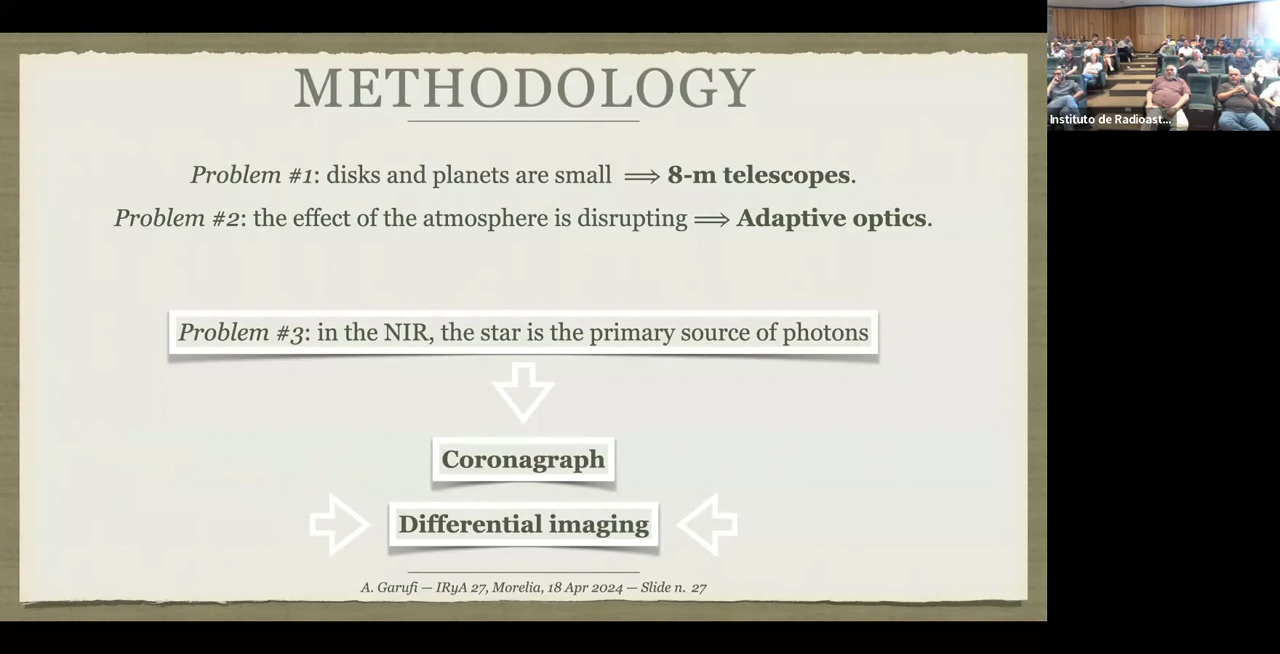 METHODOLOGY
Problem #1: disks and planets are small ⟹ 8-m telescopes.
Problem #2: the effect of the atmosphere is disrupting ⟹ Adaptive optics.
Problem #3: in the NIR, the star is the primary source of photons
Coronagraph
Differential imaging
A. Garufi — IRyA 27, Morelia, 18 Apr 2024 — Slide n. 27
Instituto de Radioast...